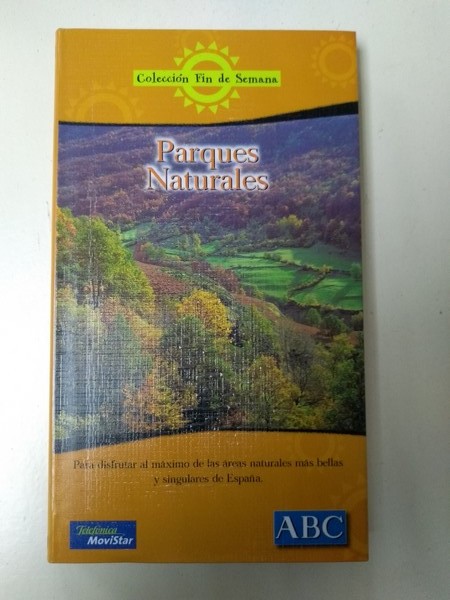 Colección Fin de Semana
Parques
Naturales
Para disfrutar al máximo de las áreas naturales más bellas
y singulares de España.
Telefónica
MoviStar
ABC